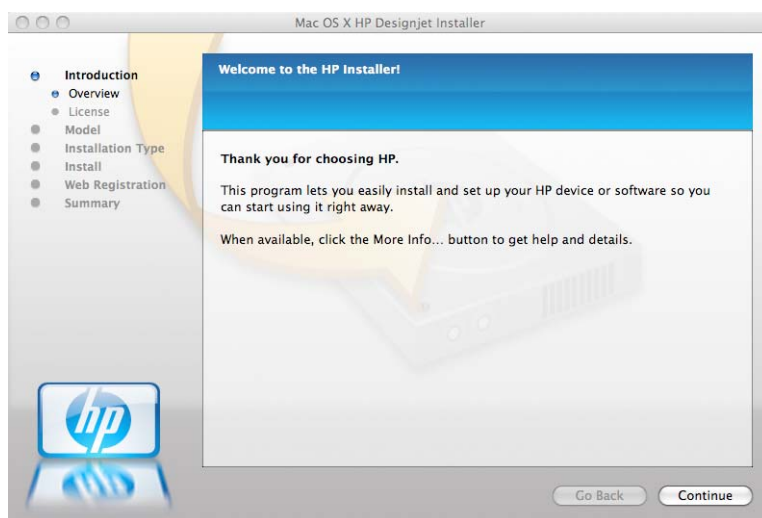 Mac OS X HP Designjet Installer
Introduction
Overview
License
Model
Installation Type
Install
Web Registration
Summary
Welcome to the HP Installer!
Thank you for choosing HP.
This program lets you easily install and set up your HP device or software so you
can start using it right away.
When available, click the More Info... button to get help and details.
hp
Go Back
Continue